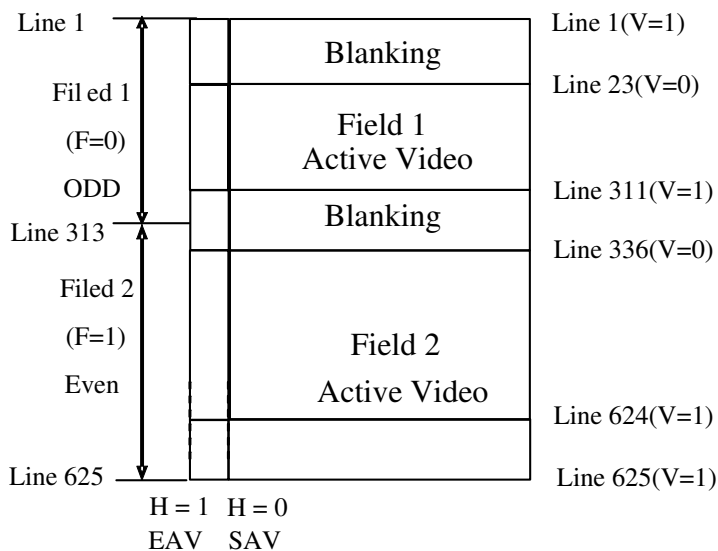 Line 1
Line 1(V=1)
Blanking
Line 23(V=0)
Filed 1
(F=0)
ODD
Field 1
Active Video
Line 311(V=1)
Line 313
Blanking
Line 336(V=0)
Filed 2
(F=1)
Even
Field 2
Active Video
Line 624(V=1)
Line 625
Line 625(V=1)
H = 1 H = 0
EAV SAV